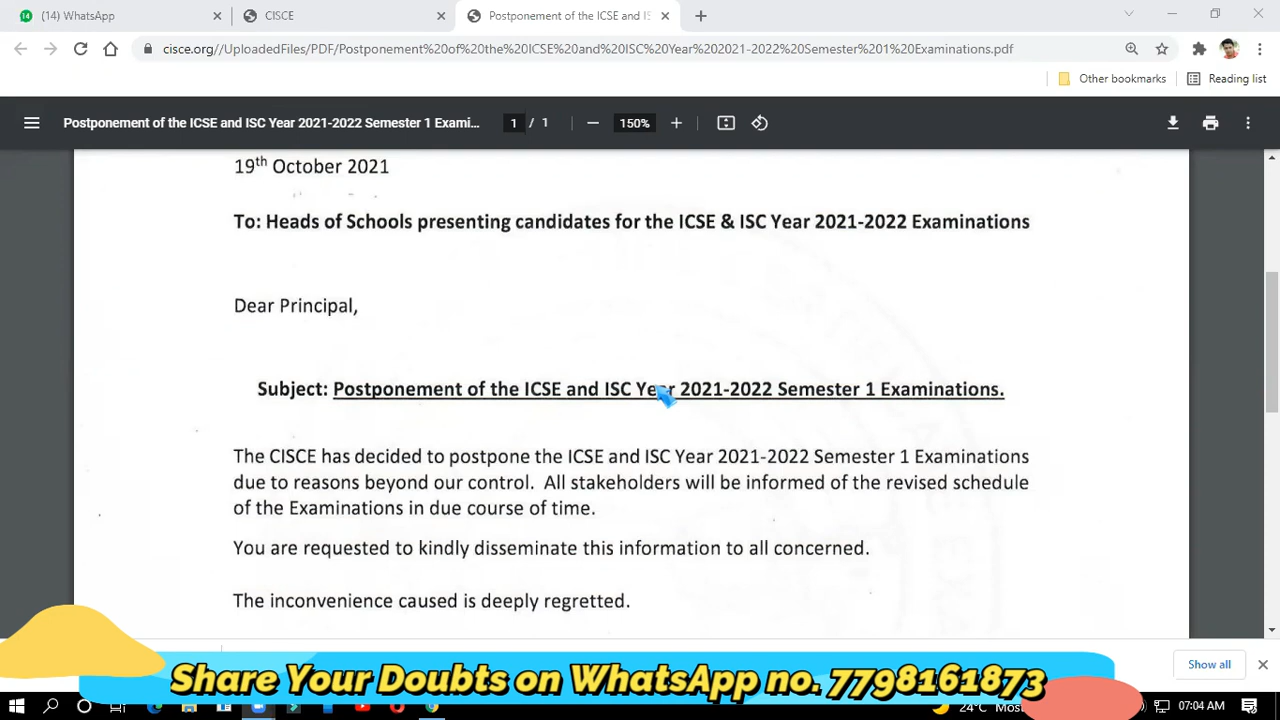 (14) WhatsApp
CISCE
Postponement of the ICSE and IS
cisce.org//UploadedFiles/PDF/Postponement%20of%20the%20ICSE%20and%20ISC%20Year%202021-2022%20Semester%201%20Examinations.pdf
Other bookmarks
Reading list
Postponement of the ICSE and ISC Year 2021-2022 Semester 1 Exami...
1 / 1
150%
19th October 2021
To: Heads of Schools presenting candidates for the ICSE & ISC Year 2021-2022 Examinations
Dear Principal,
Subject: Postponement of the ICSE and ISC Year 2021-2022 Semester 1 Examinations.
The CISCE has decided to postpone the ICSE and ISC Year 2021-2022 Semester 1 Examinations
due to reasons beyond our control. All stakeholders will be informed of the revised schedule
of the Examinations in due course of time.
You are requested to kindly disseminate this information to all concerned.
The inconvenience caused is deeply regretted.
Show all
Share Your Doubts on WhatsApp no. 7798161873
24°C
07:04 AM